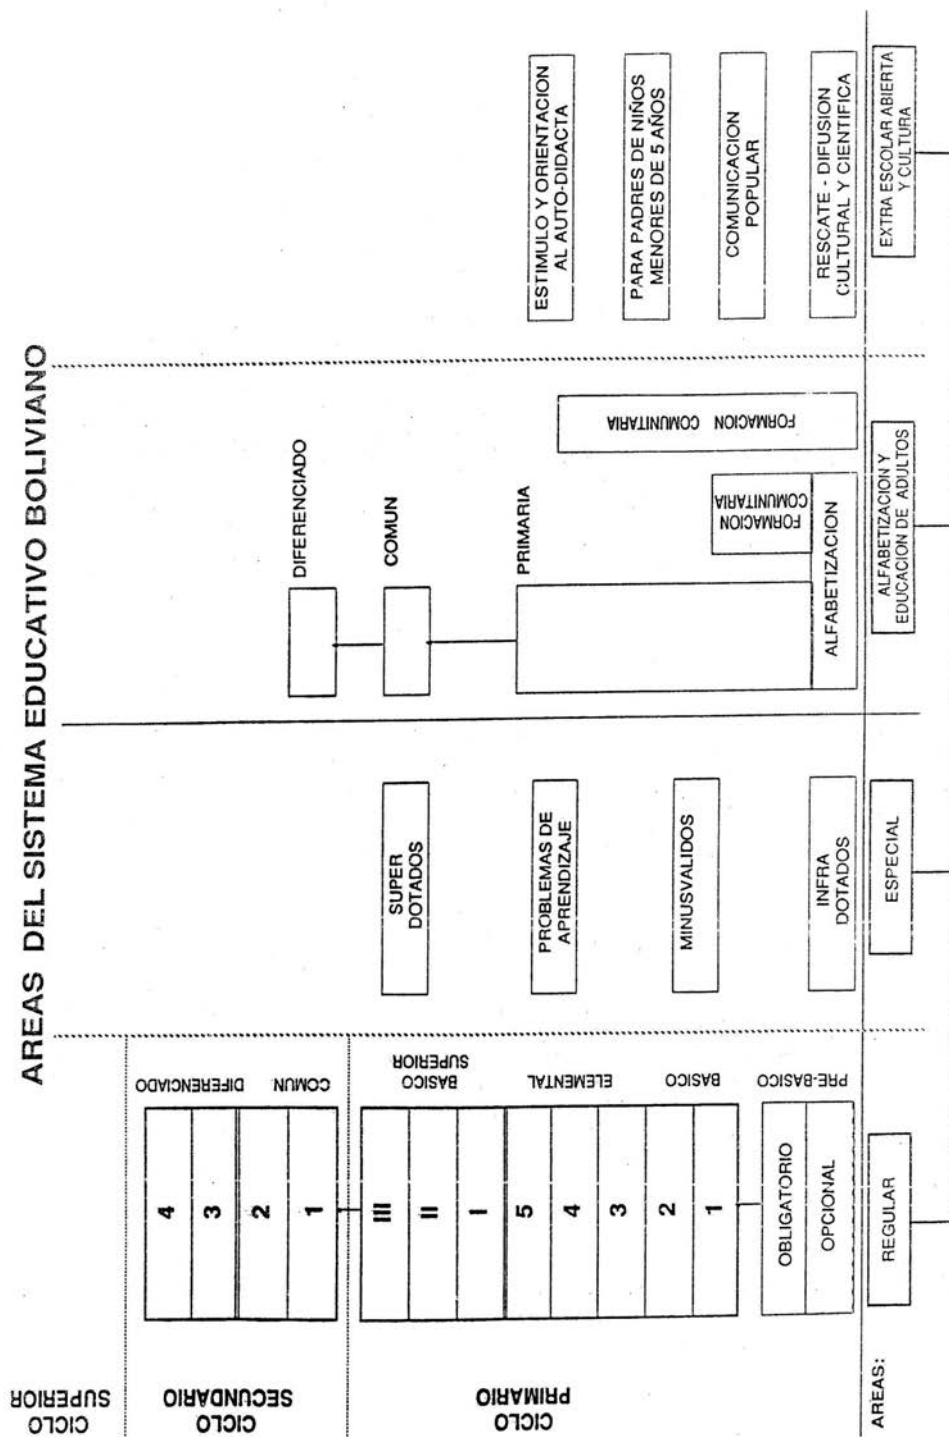 AREAS DEL SISTEMA EDUCATIVO BOLIVIANO
CICLO
SUPERIOR
CICLO
SECUNDARIO
4
3
2
1
DIFERENCIADO
COMUN.
CICLO
PRIMARIO
III
II
I
5
4
3
2
1
BASICO
SUPERIOR
ELEMENTAL
BASICO
OBLIGATORIO
OPCIONAL
PRE-BASICO
SUPER
DOTADOS
PROBLEMAS DE
APRENDIZAJE
MINUSVALIDOS
INFRA
DOTADOS
DIFERENCIADO
COMUN
PRIMARIA
FORMACION
COMUNITARIA
ALFABETIZACION
FORMACION COMUNITARIA
ESTIMULO Y ORIENTACION
AL AUTO-DIDACTA
PARA PADRES DE NIÑOS
MENORES DE 5 AÑOS
COMUNICACION
POPULAR
RESCATE - DIFUSION
CULTURAL Y CIENTIFICA
AREAS:
REGULAR
ESPECIAL
ALFABETIZACION Y
EDUCACION DE ADULTOS
EXTRA ESCOLAR ABIERTA
Y CULTURA